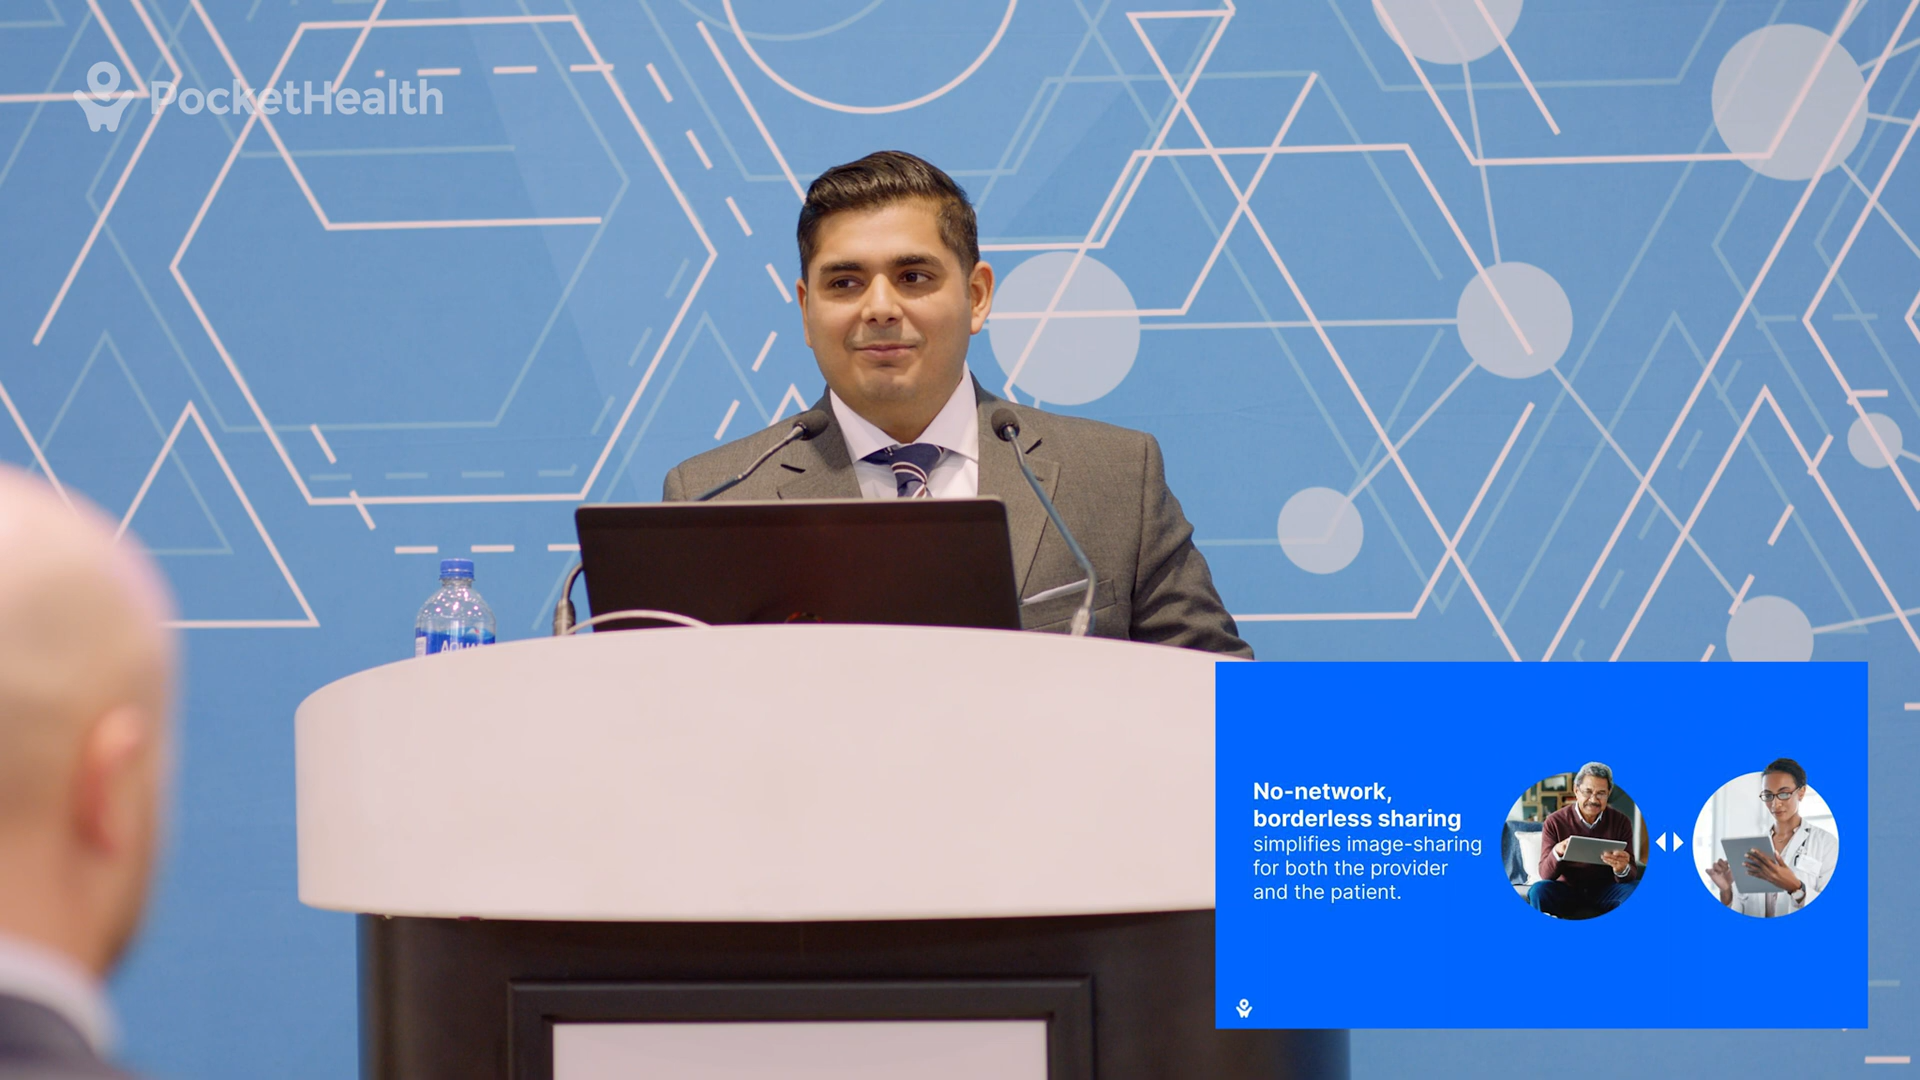 PocketHealth
No-network,
borderless sharing
simplifies image-sharing
for both the provider
and the patient.